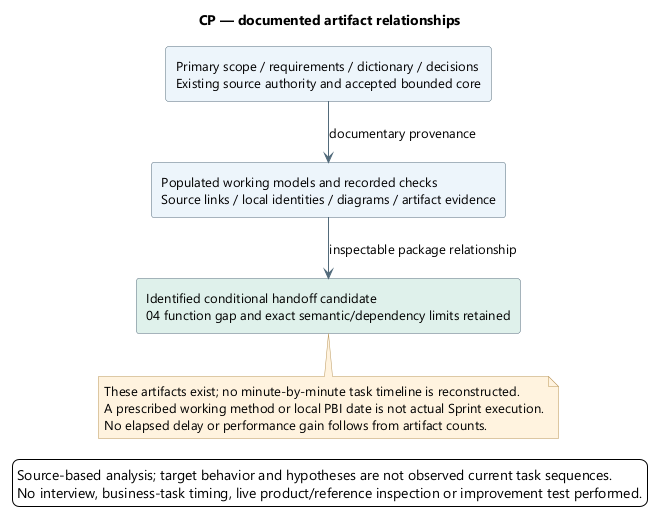 CP — documented artifact relationships
Primary scope / requirements / dictionary / decisions
Existing source authority and accepted bounded core
documentary provenance
Populated working models and recorded checks
Source links / local identities / diagrams / artifact evidence
inspectable package relationship
Identified conditional handoff candidate
04 function gap and exact semantic/dependency limits retained
These artifacts exist; no minute-by-minute task timeline is reconstructed.
A prescribed working method or local PBI date is not actual Sprint execution.
No elapsed delay or performance gain follows from artifact counts.
Source-based analysis; target behavior and hypotheses are not observed current task sequences.
No interview, business-task timing, live product/reference inspection or improvement test performed.